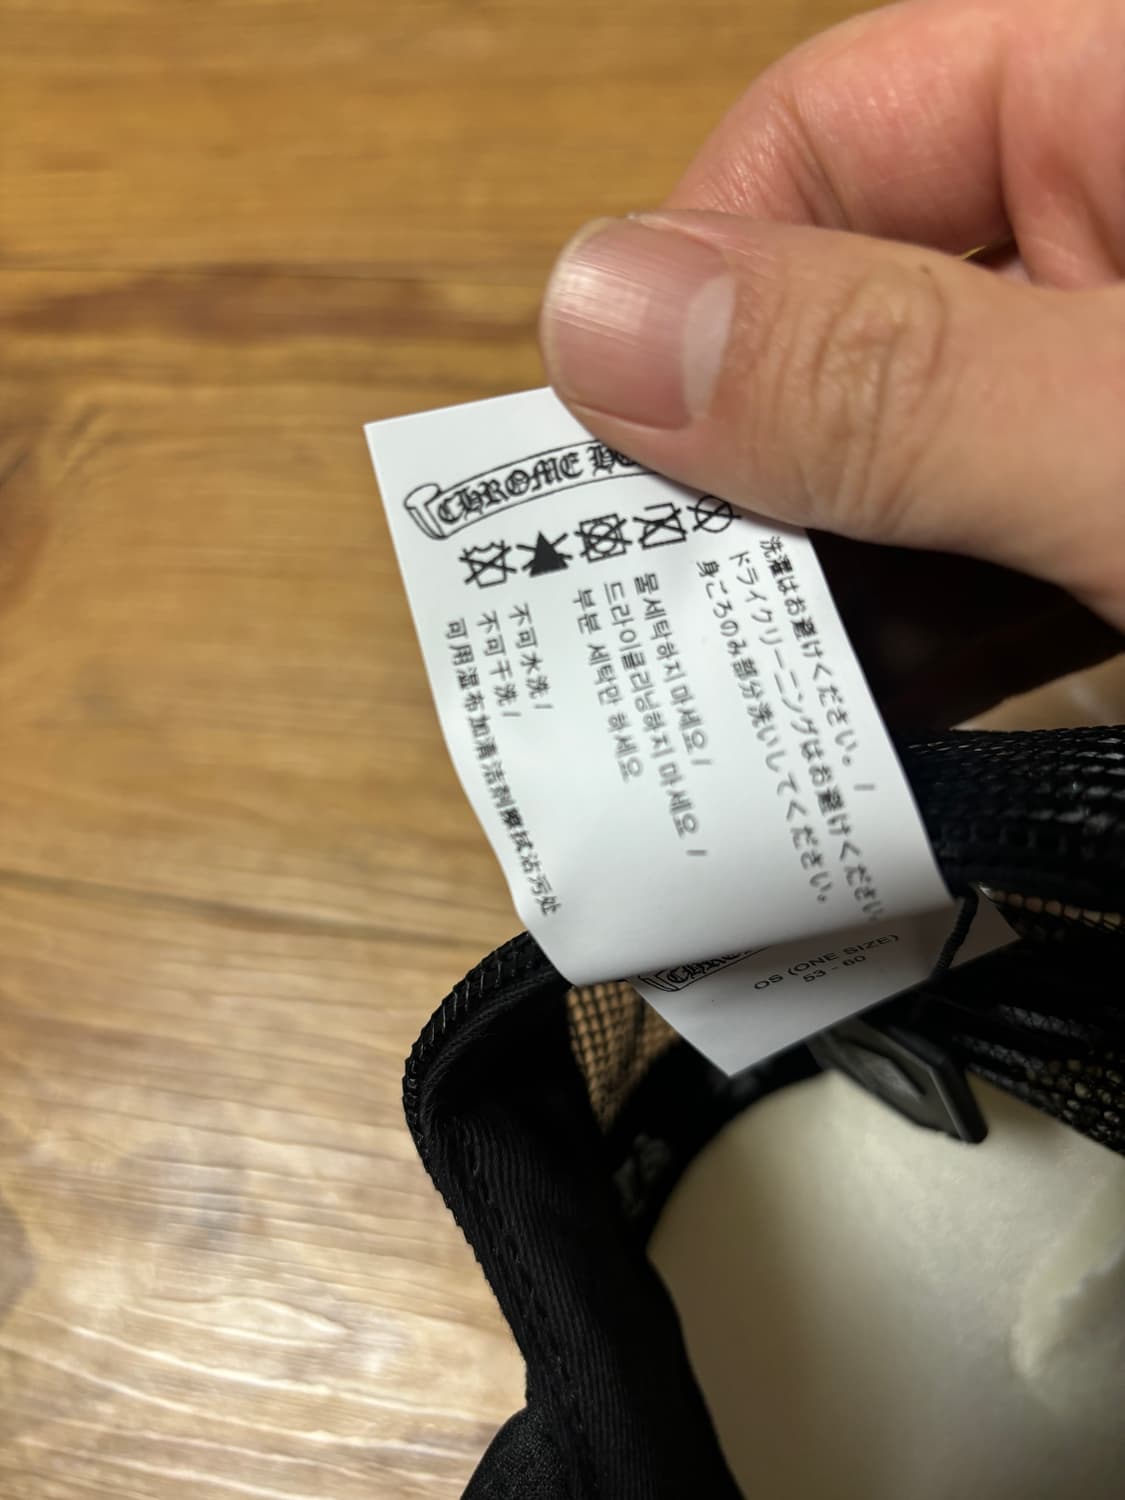 CHROME
洗濯はお避けください。 /
ドライクリーニングはお避けください
身ごろのみ部分洗いしてください。
물세탁하지 마세요 /
드라이클리닝하지 마세요 /
부분 세탁만 하세요
不可水洗 /
不可干洗 /
可用湿布加清洁剂擦拭沾污处
OS (ONE SIZE)
53 - 60